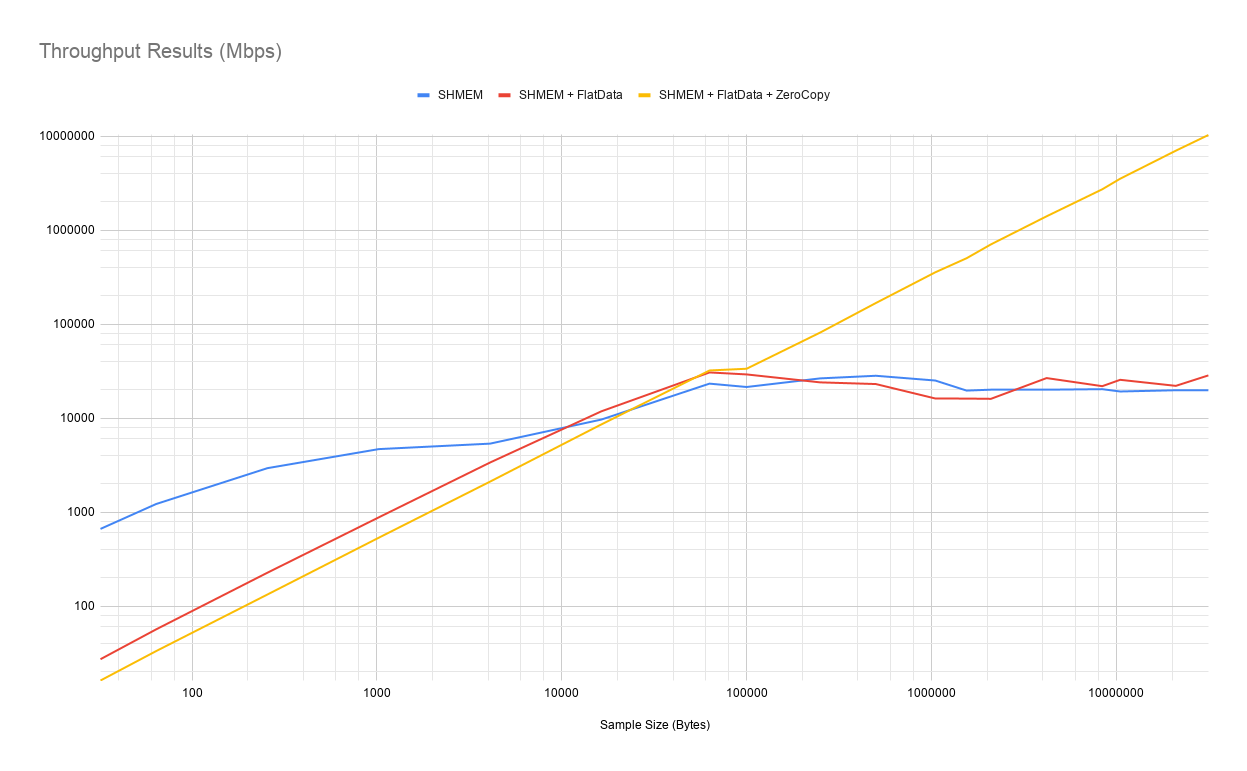 Throughput Results (Mbps)
SHMEM SHMEM + FlatData SHMEM + FlatData + ZeroCopy
10000000
1000000
100000
10000
1000
100
100 1000 10000 100000 1000000 10000000
Sample Size (Bytes)